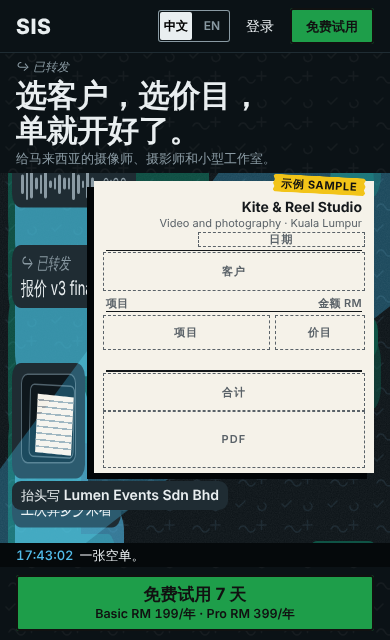 SIS
中文 EN 登录 免费试用
↪ 已转发
选客户，选价目，
单就开好了。
给马来西亚的摄像师、摄影师和小型工作室。
示例 SAMPLE
Kite & Reel Studio
Video and photography · Kuala Lumpur
日期
↪ 已转发
报价 v3 fina
客户
项目 金额 RM
项目 价目
合计
PDF
抬头写 Lumen Events Sdn Bhd
17:43:02 一张空单。
免费试用 7 天
Basic RM 199/年 · Pro RM 399/年